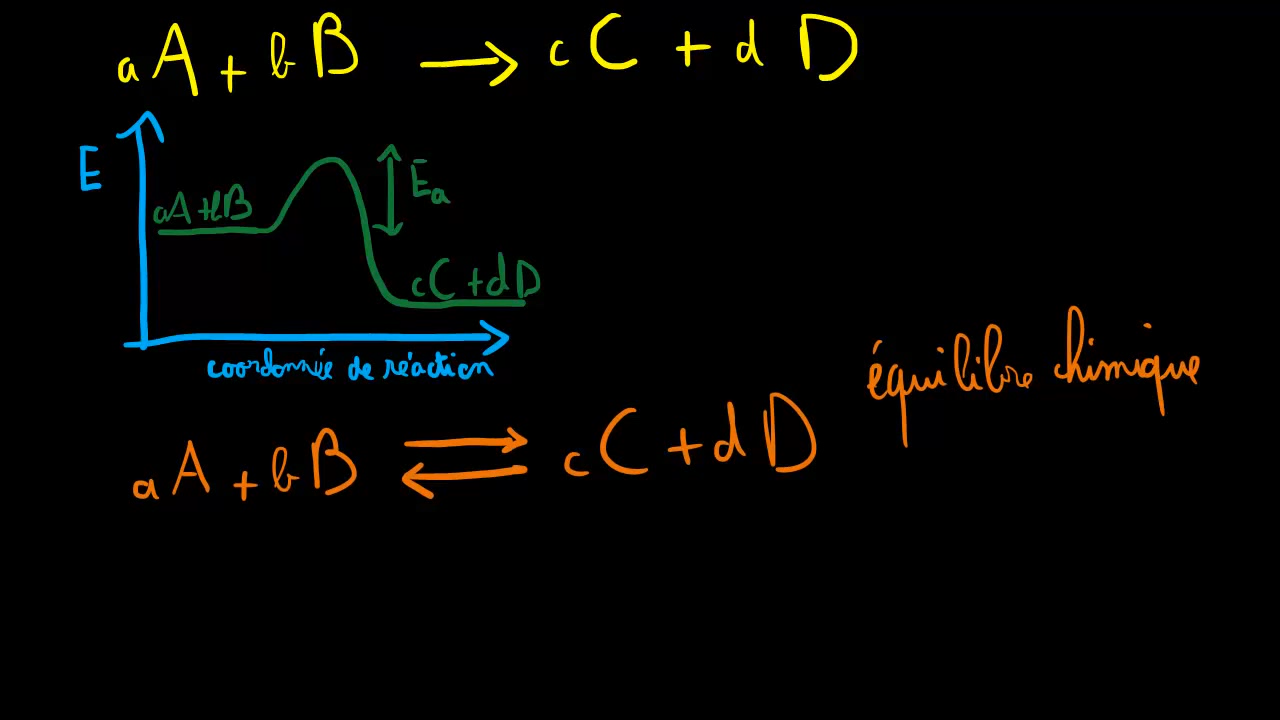 aA + bB → cC + dD
E
Ea
aA+bB
cC+dD
coordonnée de réaction
équilibre chimique
aA + bB ⇄ cC + dD